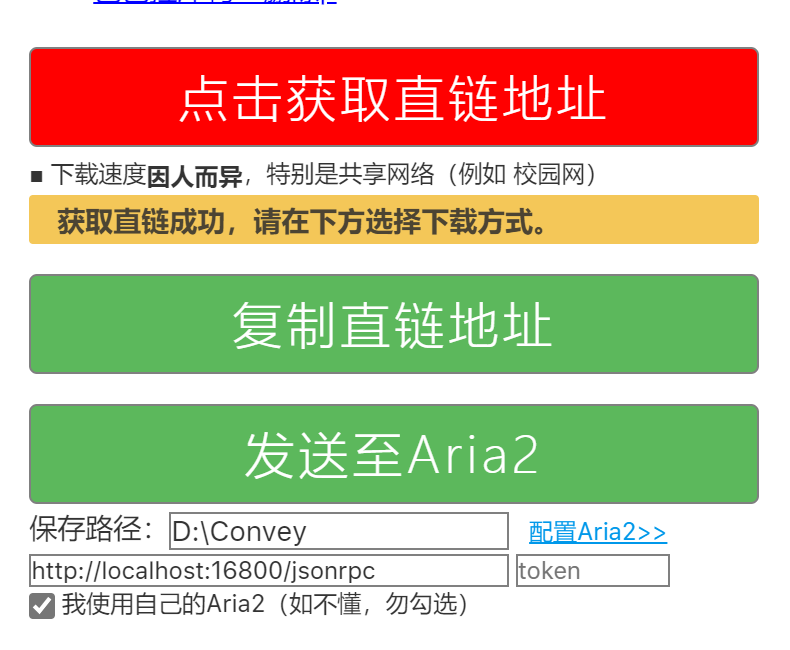 点击获取直链地址
■ 下载速度因人而异，特别是共享网络（例如 校园网）
获取直链成功，请在下方选择下载方式。
复制直链地址
发送至Aria2
保存路径： D:\Convey 配置Aria2>>
http://localhost:16800/jsonrpc token
我使用自己的Aria2（如不懂，勿勾选）